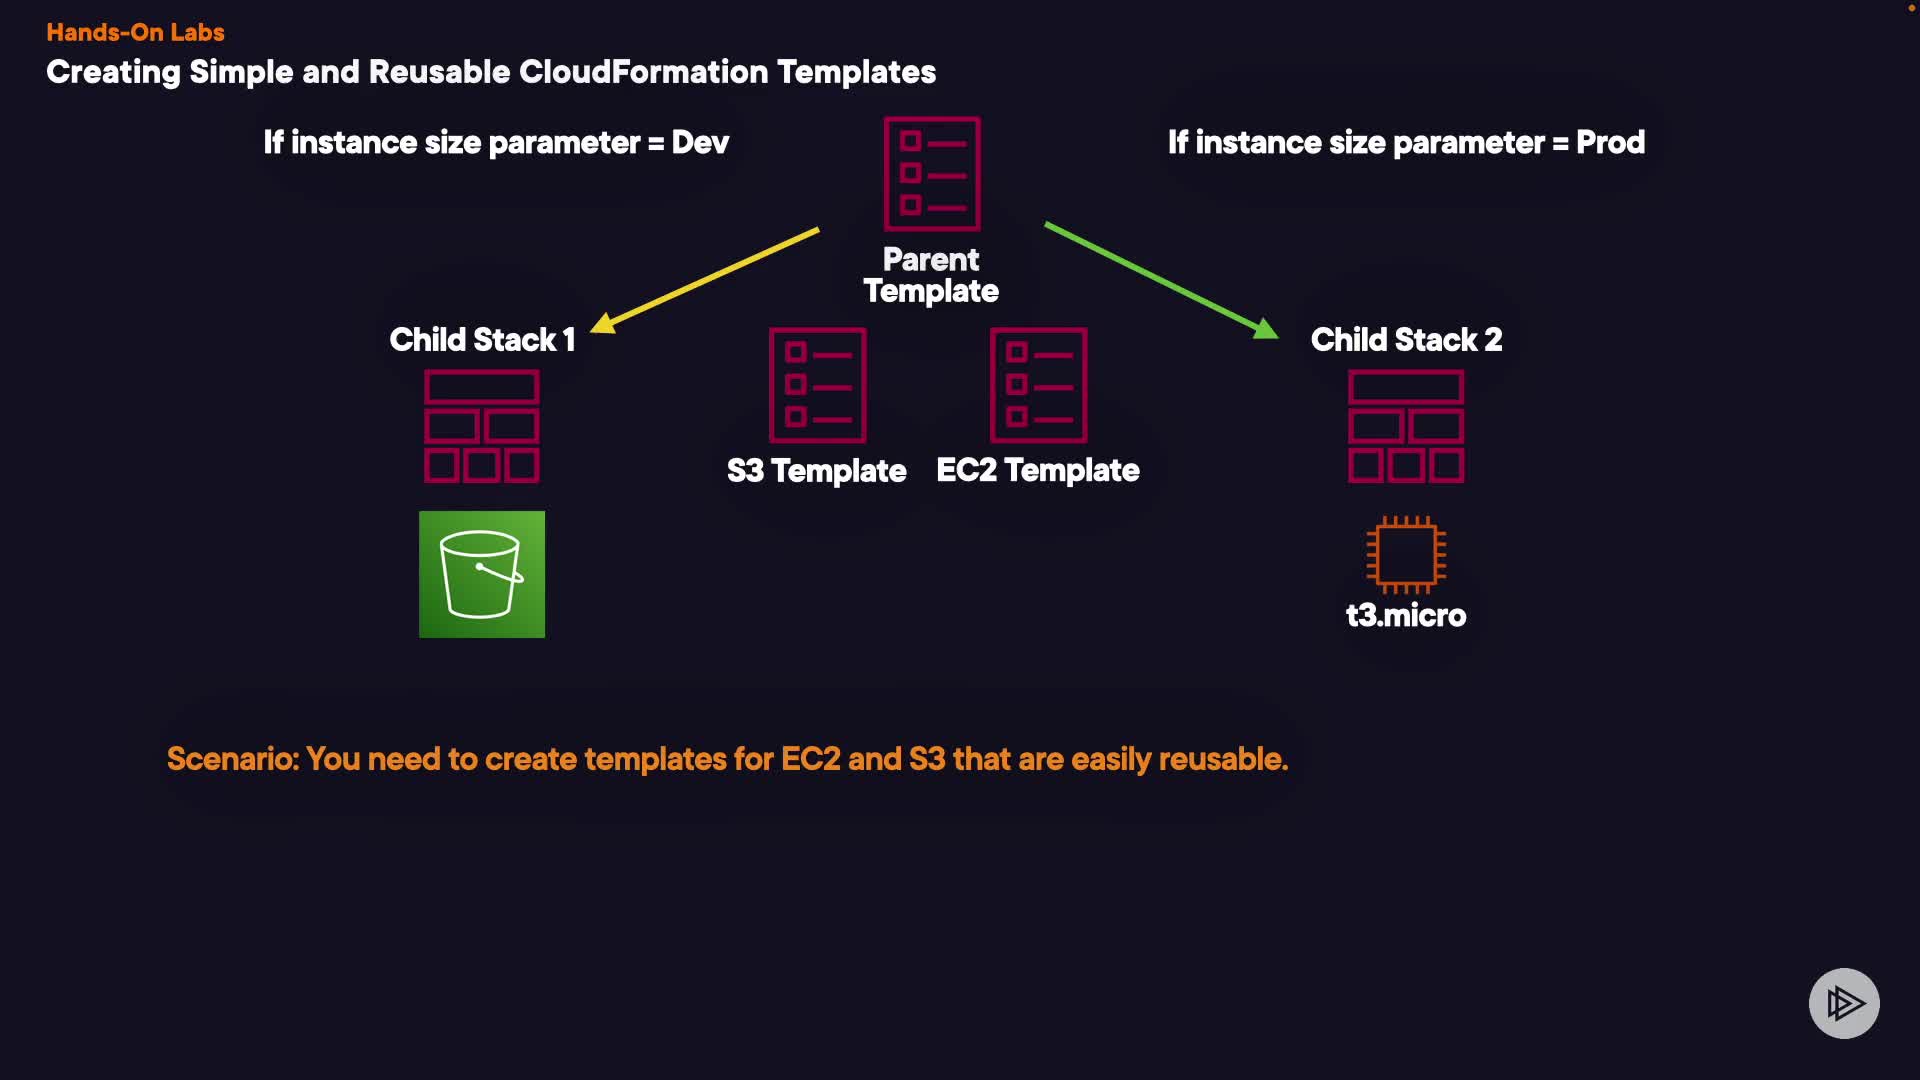 Hands-On Labs
Creating Simple and Reusable CloudFormation Templates
If instance size parameter = Dev
If instance size parameter = Prod
Parent
Template
Child Stack 1
Child Stack 2
S3 Template
EC2 Template
t3.micro
Scenario: You need to create templates for EC2 and S3 that are easily reusable.